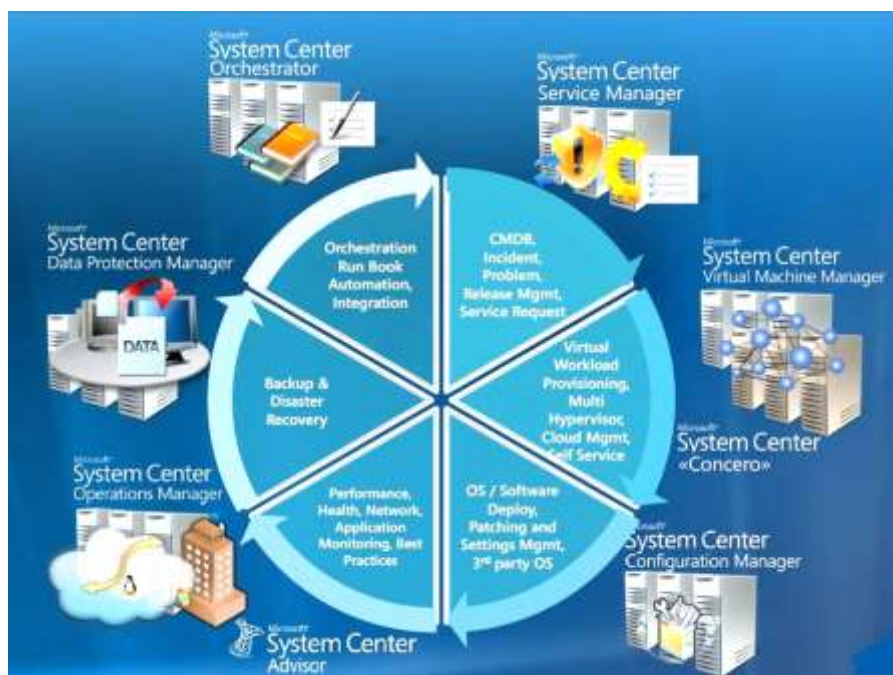 Microsoft
System Center
Orchestrator
Microsoft
System Center
Service Manager
Microsoft
System Center
Data Protection Manager
DATA
Microsoft
System Center
Virtual Machine Manager
Orchestration
Run Book
Automation,
Integration
CMDB,
Incident,
Problem,
Release Mgmt,
Service Request
Backup &
Disaster
Recovery
Virtual
Workload
Provisioning,
Multi
Hypervisor,
Cloud Mgmt,
Self Service
Microsoft
System Center
«Concero»
Microsoft
System Center
Operations Manager
Performance,
Health, Network,
Application
Monitoring, Best
Practices
OS / Software
Deploy,
Patching and
Settings Mgmt,
3rd party OS
Microsoft
System Center
Configuration Manager
Microsoft
System Center
Advisor